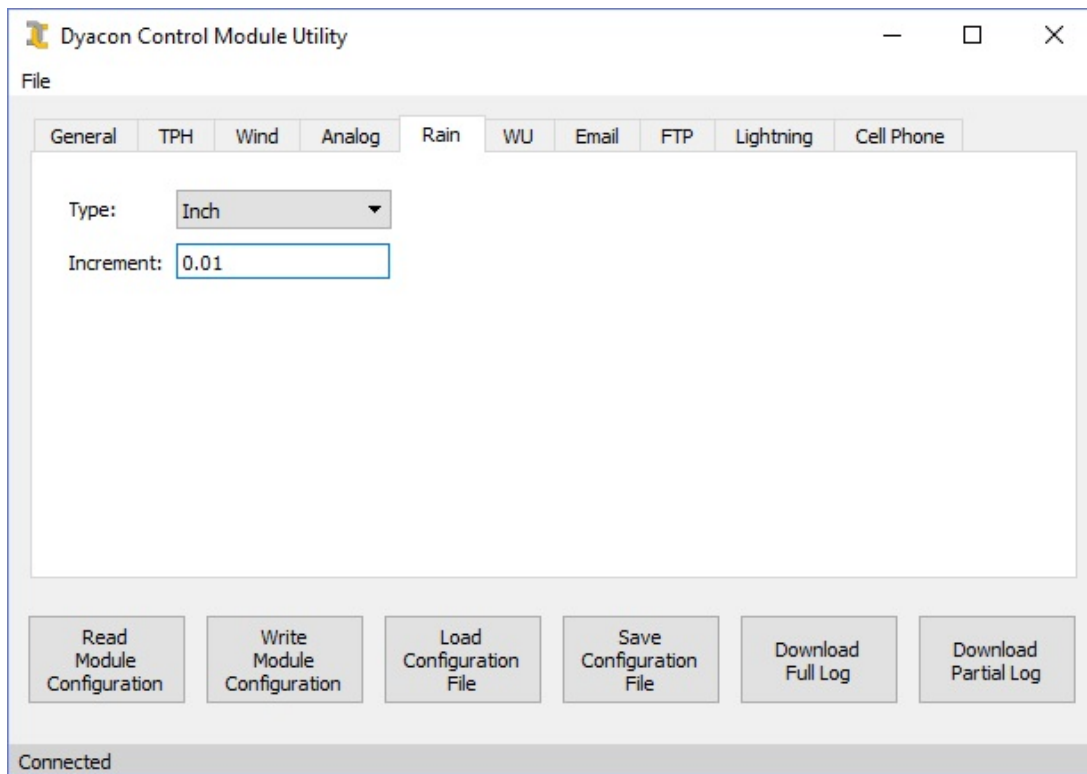 Dyacon Control Module Utility
File
General TPH Wind Analog Rain WU Email FTP Lightning Cell Phone
Type: Inch
Increment: 0.01
Read
Module
Configuration
Write
Module
Configuration
Load
Configuration
File
Save
Configuration
File
Download
Full Log
Download
Partial Log
Connected